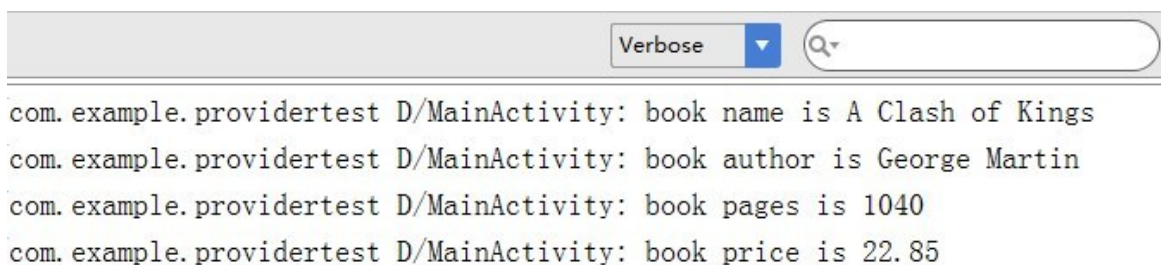 Verbose
com.example.providertest D/MainActivity: book name is A Clash of Kings
com.example.providertest D/MainActivity: book author is George Martin
com.example.providertest D/MainActivity: book pages is 1040
com.example.providertest D/MainActivity: book price is 22.85